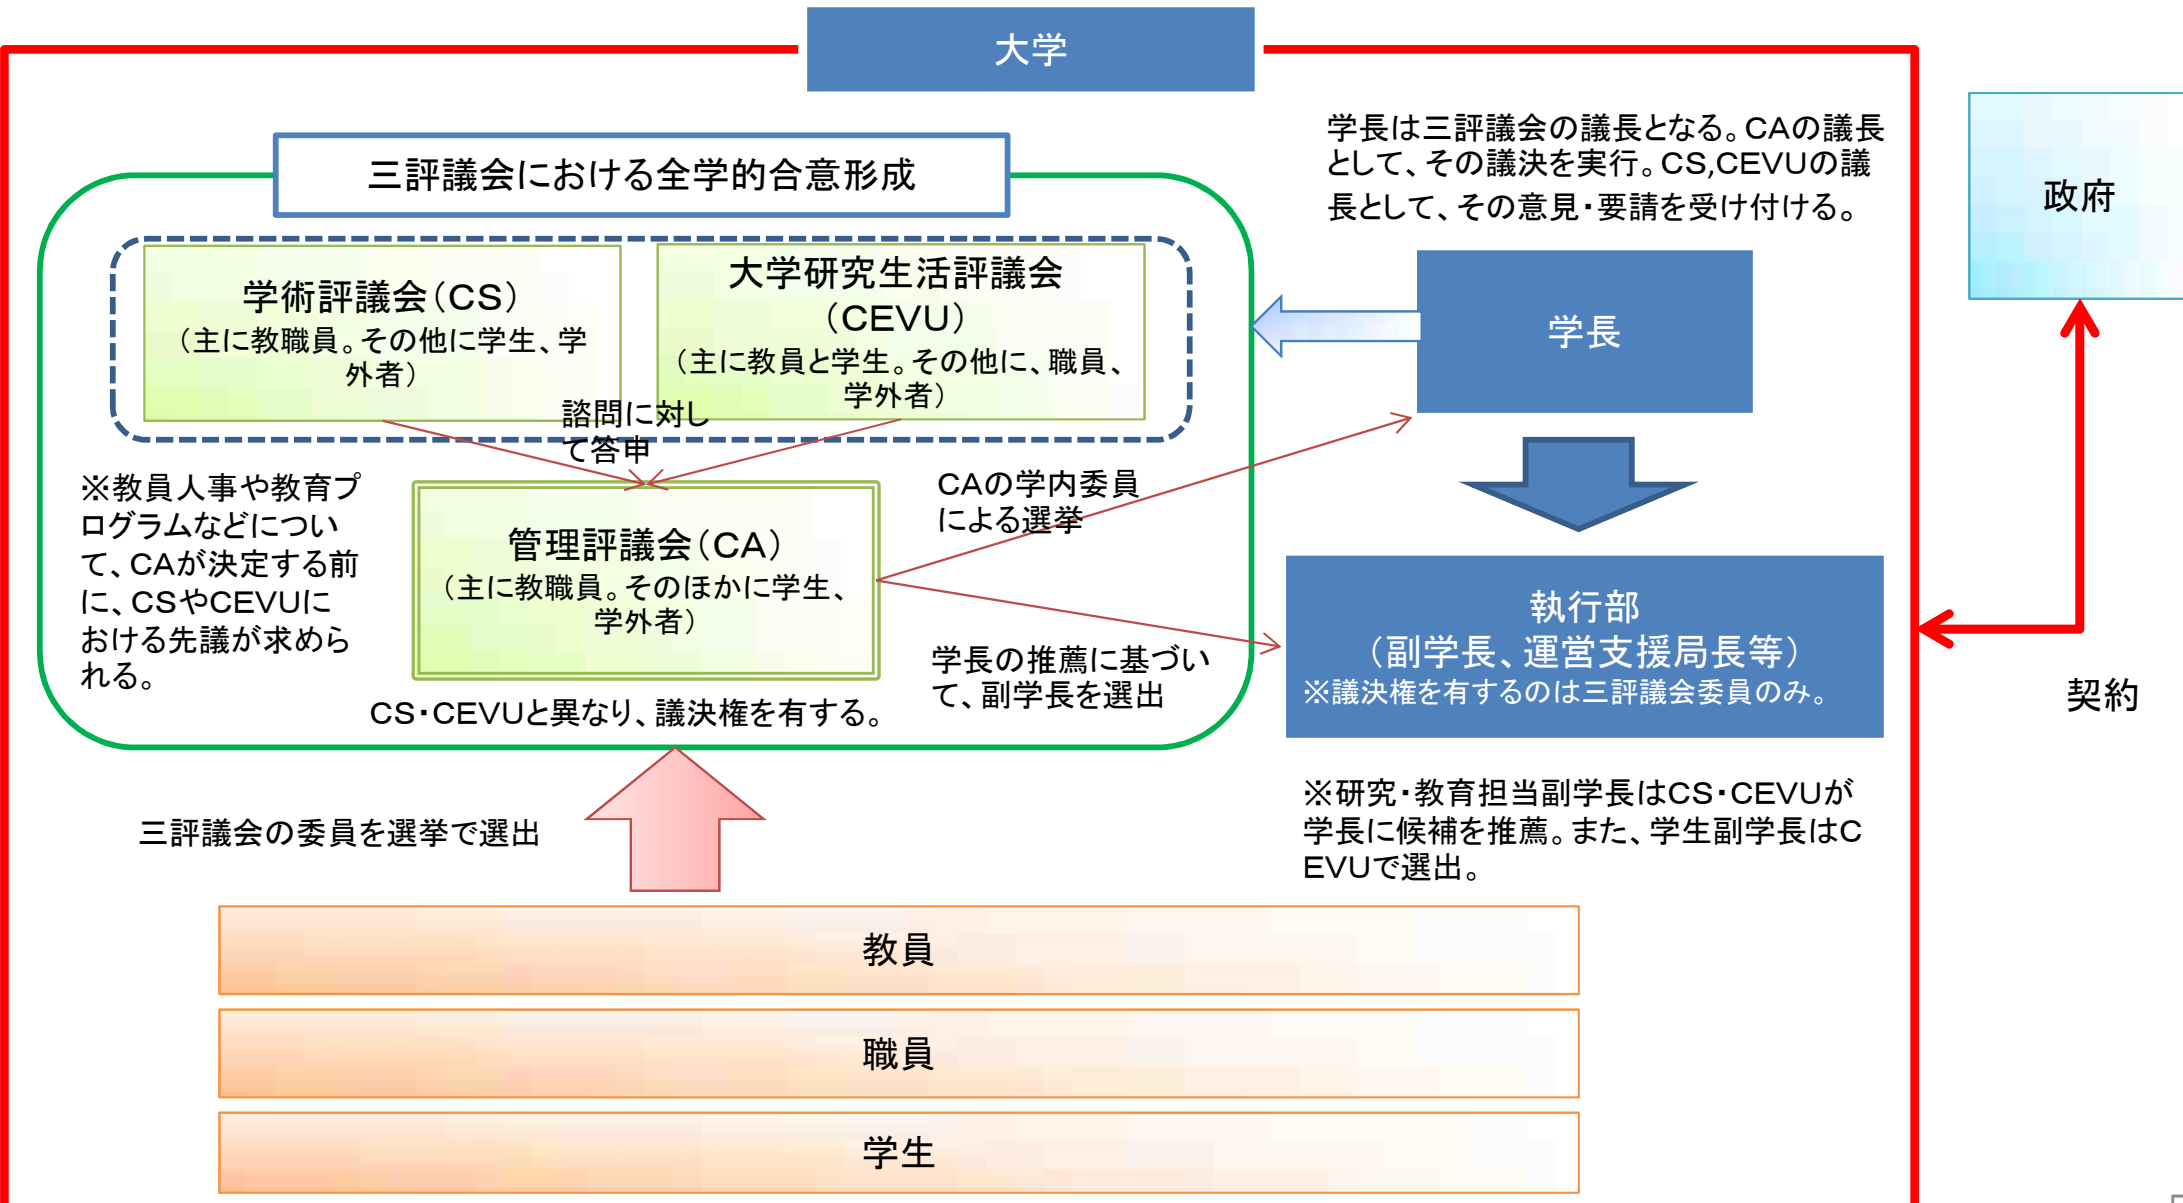 大学
学長は三評議会の議長となる。CAの議長
として、その議決を実行。CS,CEVUの議
長として、その意見・要請を受け付ける。
政府
三評議会における全学的合意形成
学術評議会（CS）
（主に教職員。その他に学生、学
外者）
大学研究生活評議会
（CEVU）
（主に教員と学生。その他に、職員、
学外者）
学長
諮問に対し
て答申
※教員人事や教育プ
ログラムなどについ
て、CAが決定する前
に、CSやCEVUに
おける先議が求めら
れる。
管理評議会（CA）
（主に教職員。そのほかに学生、
学外者）
CS・CEVUと異なり、議決権を有する。
CAの学内委員
による選挙
学長の推薦に基づい
て、副学長を選出
執行部
（副学長、運営支援局長等）
※議決権を有するのは三評議会委員のみ。
契約
※研究・教育担当副学長はCS・CEVUが
学長に候補を推薦。また、学生副学長はC
EVUで選出。
三評議会の委員を選挙で選出
教員
職員
学生